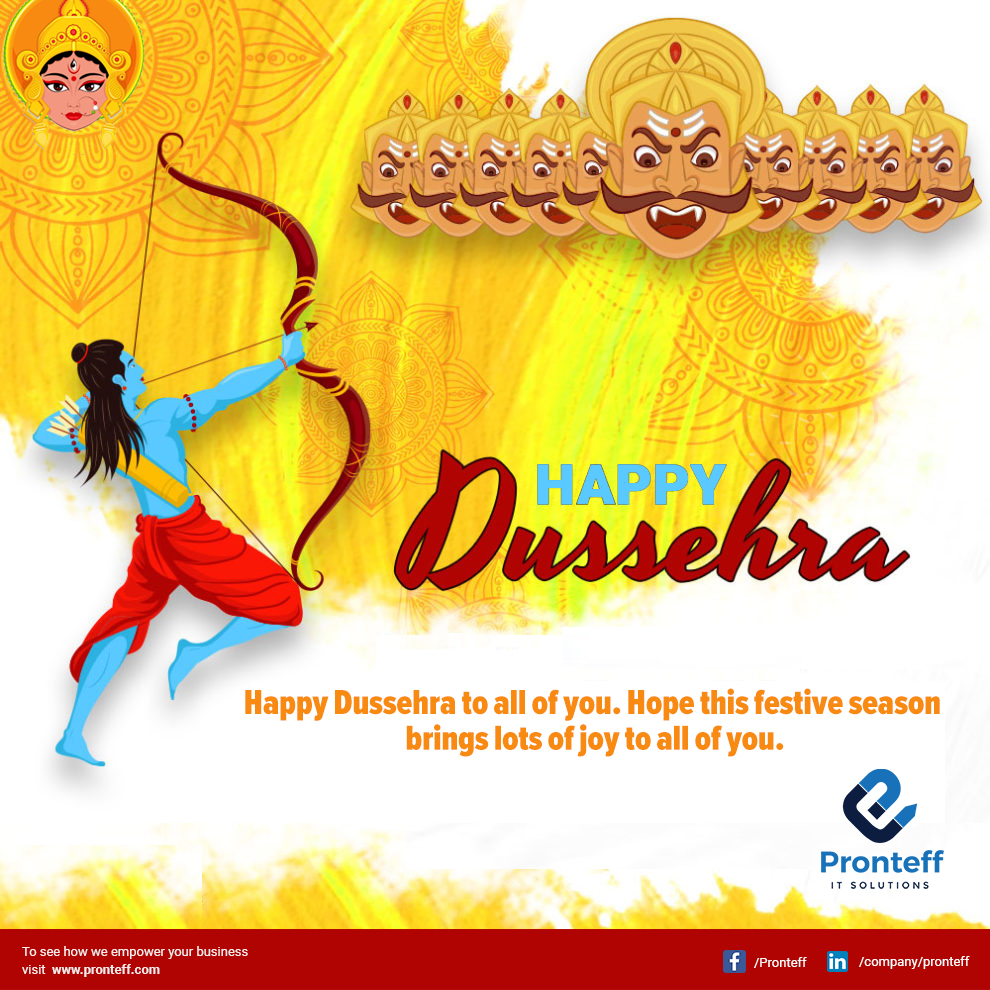 HAPPY
Dussehra
Happy Dussehra to all of you. Hope this festive season
brings lots of joy to all of you.
Pronteff
IT SOLUTIONS
To see how we empower your business
visit www.pronteff.com
/Pronteff
/company/pronteff